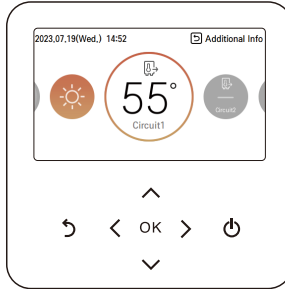 2023,07,19(Wed,) 14:52
Additional Info
55°
Circuit1
Circuit2
OK